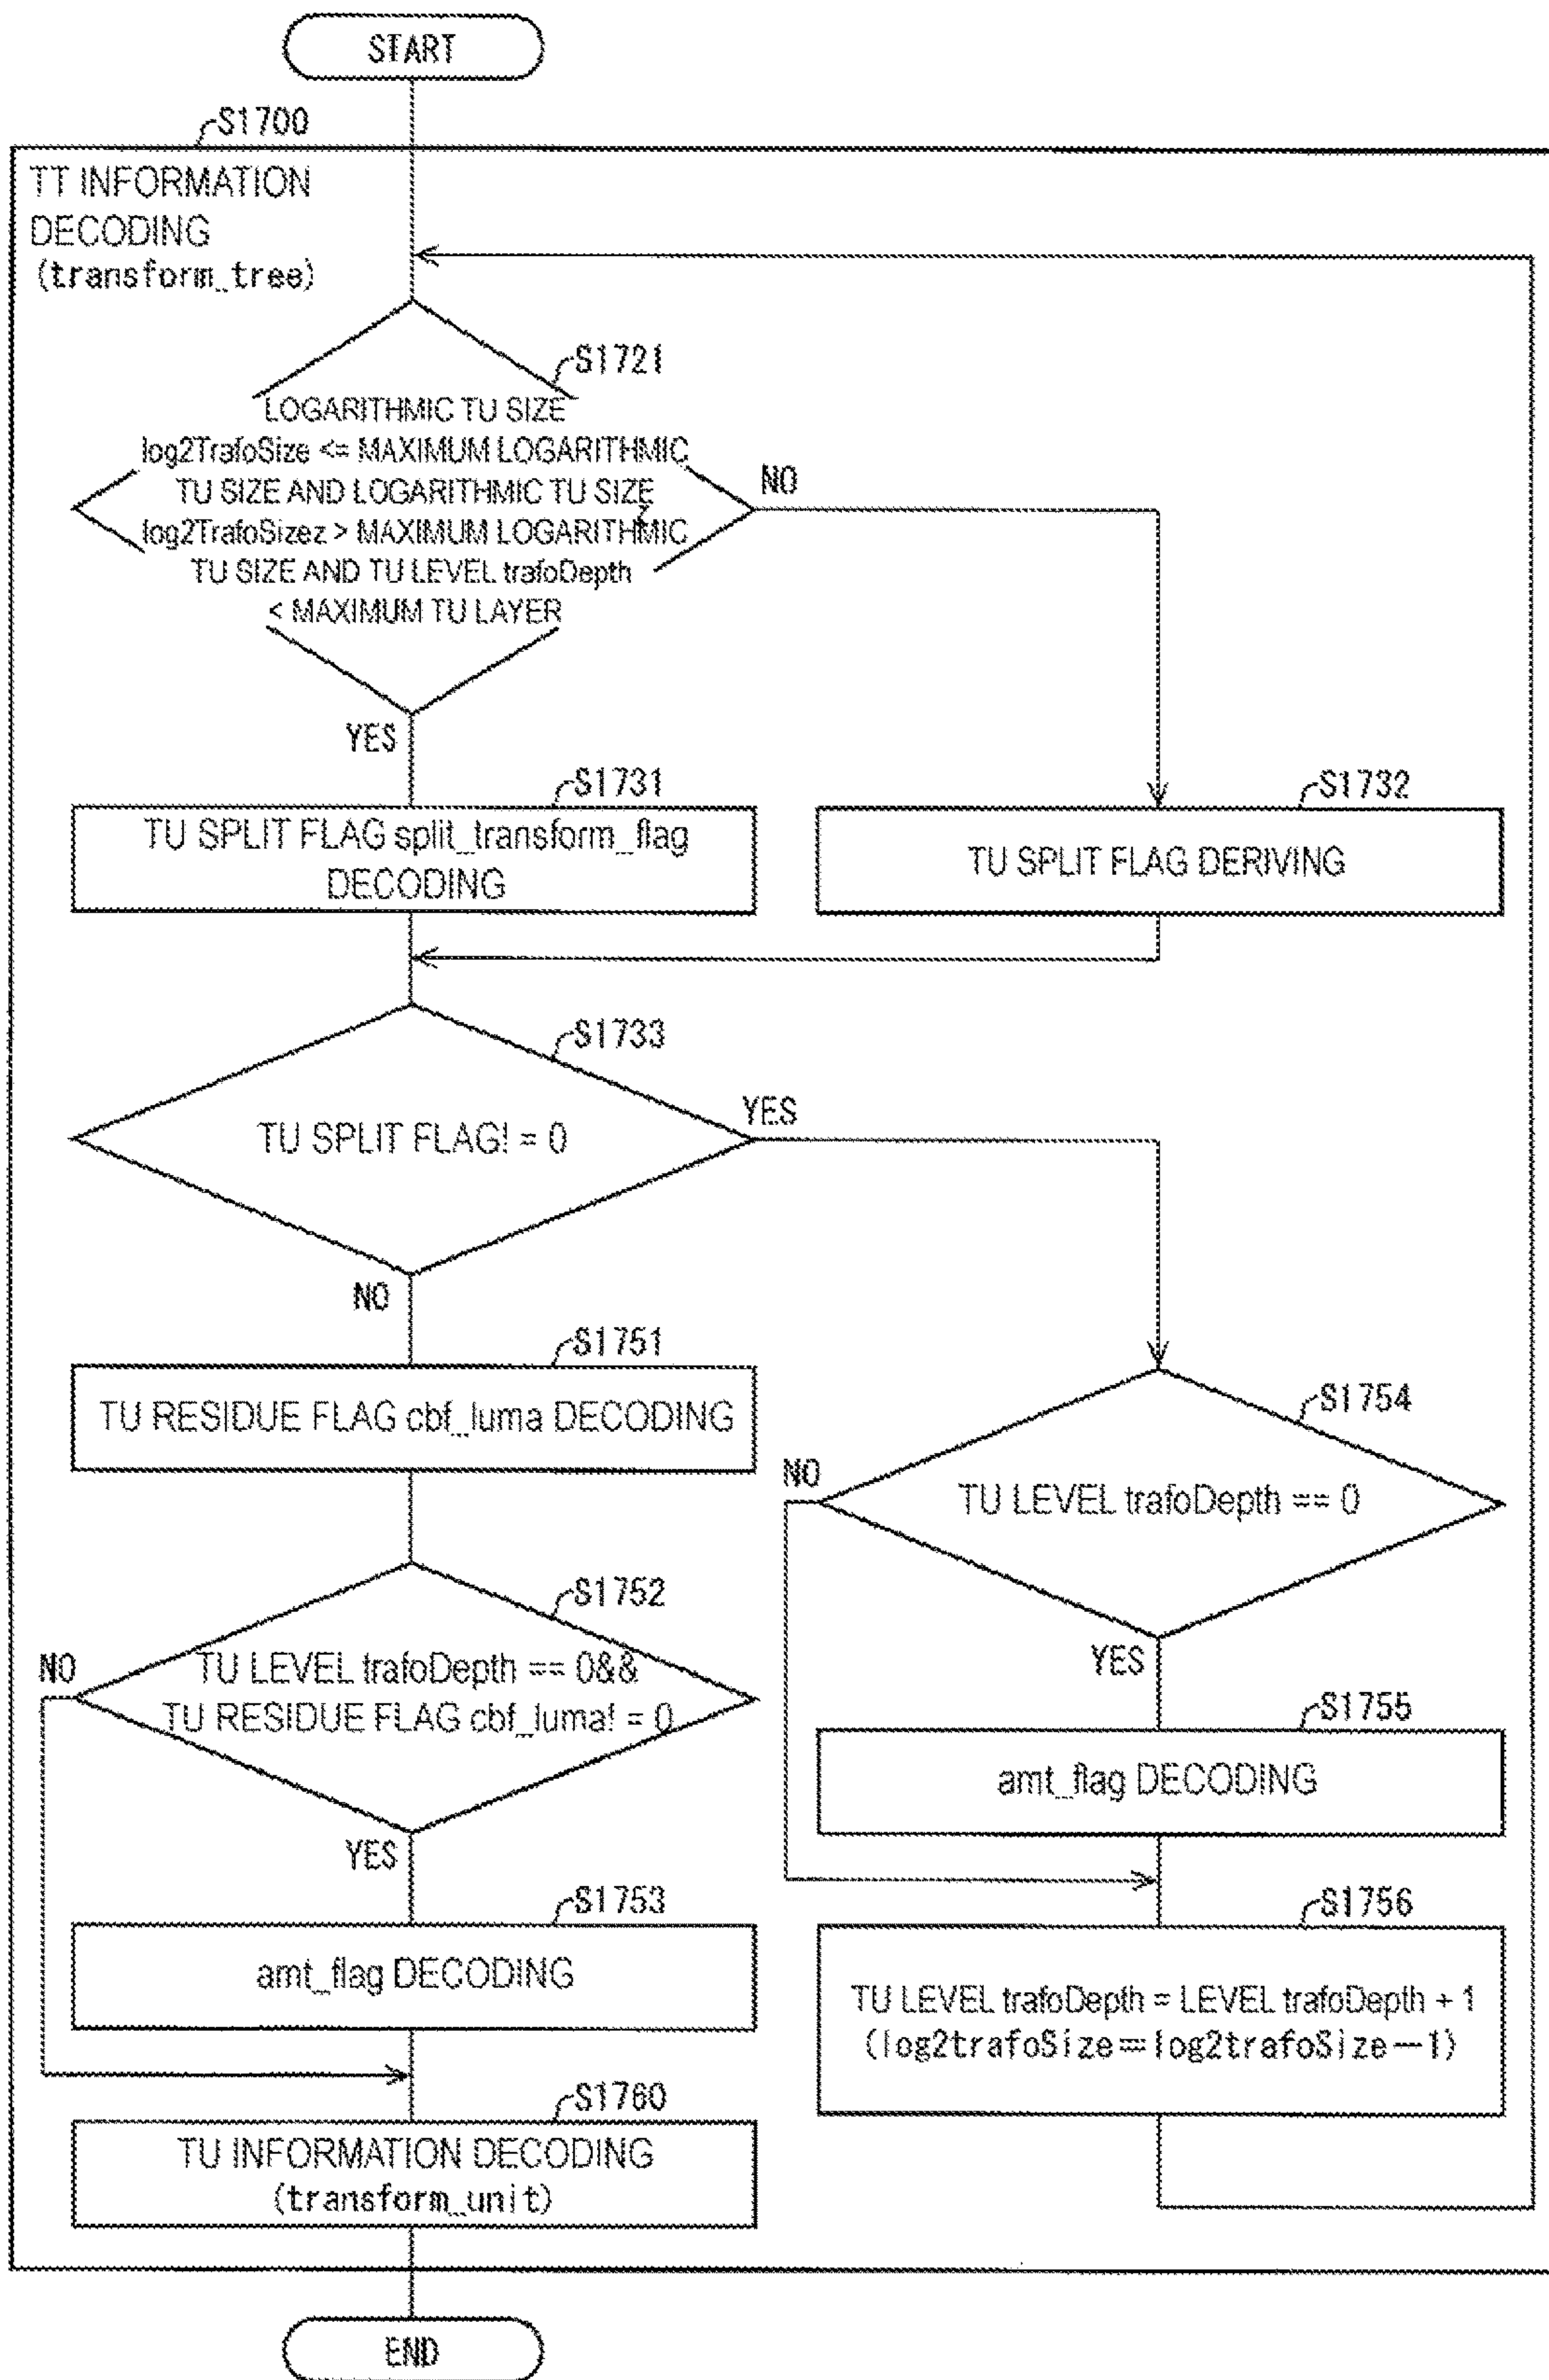 START
S1700
TT INFORMATION
DECODING
(transform_tree)
S1721
LOGARITHMIC TU SIZE
log2TrafoSize <= MAXIMUM LOGARITHMIC
TU SIZE AND LOGARITHMIC TU SIZE
log2TrafoSizez > MAXIMUM LOGARITHMIC
TU SIZE AND TU LEVEL trafoDepth
< MAXIMUM TU LAYER
NO
YES
S1731
TU SPLIT FLAG split_transform_flag
DECODING
S1732
TU SPLIT FLAG DERIVING
S1733
TU SPLIT FLAG! = 0
YES
NO
S1751
TU RESIDUE FLAG cbf_luma DECODING
S1754
TU LEVEL trafoDepth == 0
NO
YES
S1752
TU LEVEL trafoDepth == 0&&
TU RESIDUE FLAG cbf_luma! = 0
NO
YES
S1755
amt_flag DECODING
S1753
amt_flag DECODING
S1756
TU LEVEL trafoDepth = LEVEL trafoDepth + 1
(log2trafoSize=log2trafoSize-1)
S1760
TU INFORMATION DECODING
(transform_unit)
END